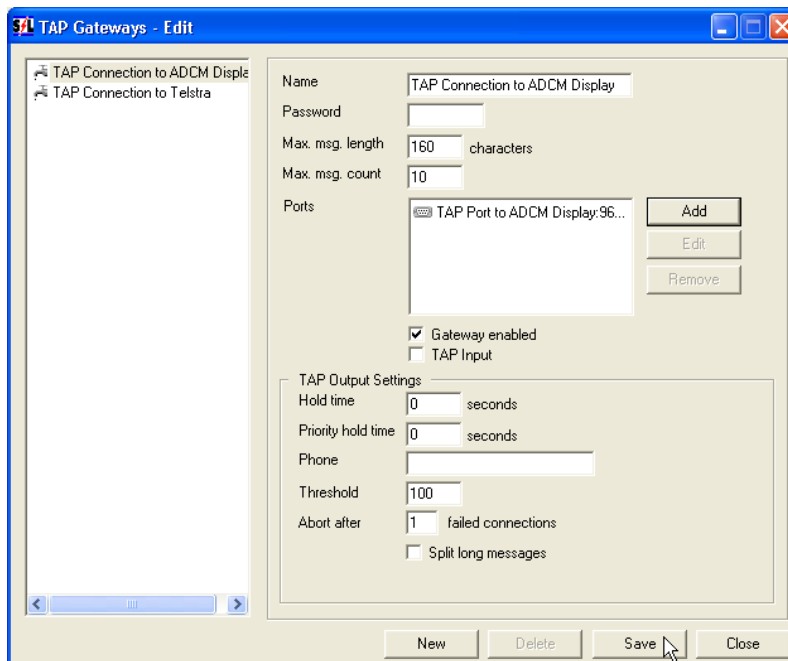 SfL TAP Gateways - Edit
TAP Connection to ADCM Displa
TAP Connection to Telstra
Name TAP Connection to ADCM Display
Password
Max. msg. length 160 characters
Max. msg. count 10
Ports TAP Port to ADCM Display:96... Add
Edit
Remove
Gateway enabled
TAP Input
TAP Output Settings
Hold time 0 seconds
Priority hold time 0 seconds
Phone
Threshold 100
Abort after 1 failed connections
Split long messages
New Delete Save Close